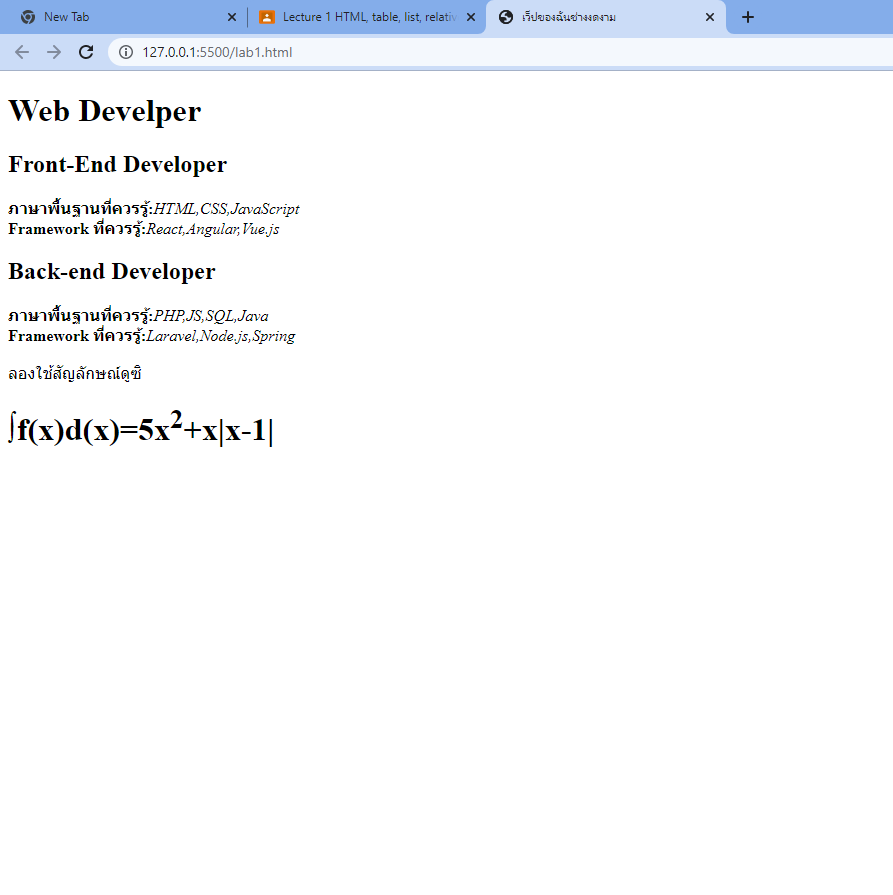 New Tab
Lecture 1 HTML, table, list, relativ
เว็ปของฉันช่างงดงาม
127.0.0.1:5500/lab1.html
Web Develper
Front-End Developer
ภาษาพื้นฐานที่ควรรู้:HTML,CSS,JavaScript
Framework ที่ควรรู้:React,Angular,Vue.js
Back-end Developer
ภาษาพื้นฐานที่ควรรู้:PHP,JS,SQL,Java
Framework ที่ควรรู้:Laravel,Node.js,Spring
ลองใช้สัญลักษณ์ดูซิ
∫f(x)d(x)=5x²+x|x-1|